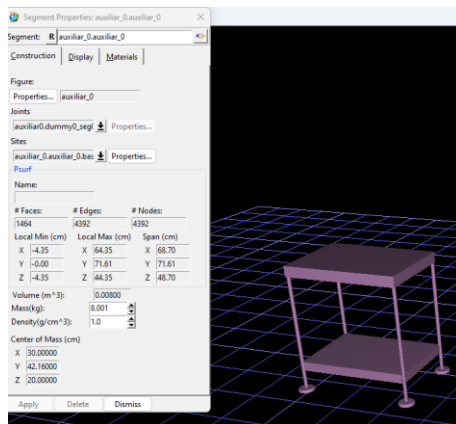 Segment Properties: auxiliar_0.auxiliar_0
Segment: R auxiliar_0.auxiliar_0
Construction Display Materials
Figure:
Properties... auxiliar_0
Joints
auxiliar0.dummy0_seg( Properties...
Sites
auxiliar_0.auxiliar_0.bas Properties...
Psurf
Name:
# Faces: # Edges: # Nodes:
1464 4392 4392
Local Min (cm) Local Max (cm) Span (cm)
X -4.35 X 64.35 X 68.70
Y -0.00 Y 71.61 Y 71.61
Z -4.35 Z 44.35 Z 48.70
Volume (m^3): 0.00800
Mass(kg): 8.001
Density(g/cm^3): 1.0
Center of Mass (cm)
X 30.00000
Y 42.16000
Z 20.00000
Apply Delete Dismiss